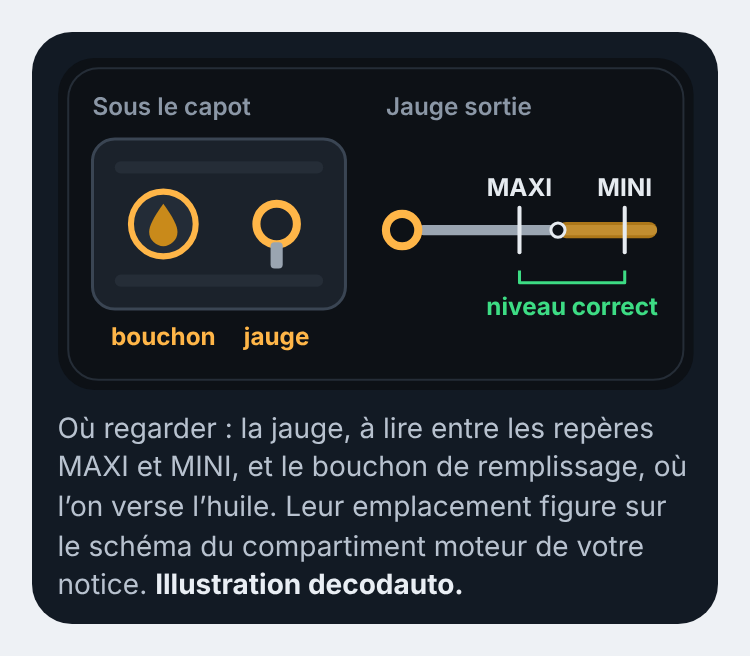 Sous le capot
Jauge sortie
MAXI
MINI
niveau correct
bouchon
jauge
Où regarder : la jauge, à lire entre les repères
MAXI et MINI, et le bouchon de remplissage, où
l’on verse l’huile. Leur emplacement figure sur
le schéma du compartiment moteur de votre
notice. Illustration decodauto.